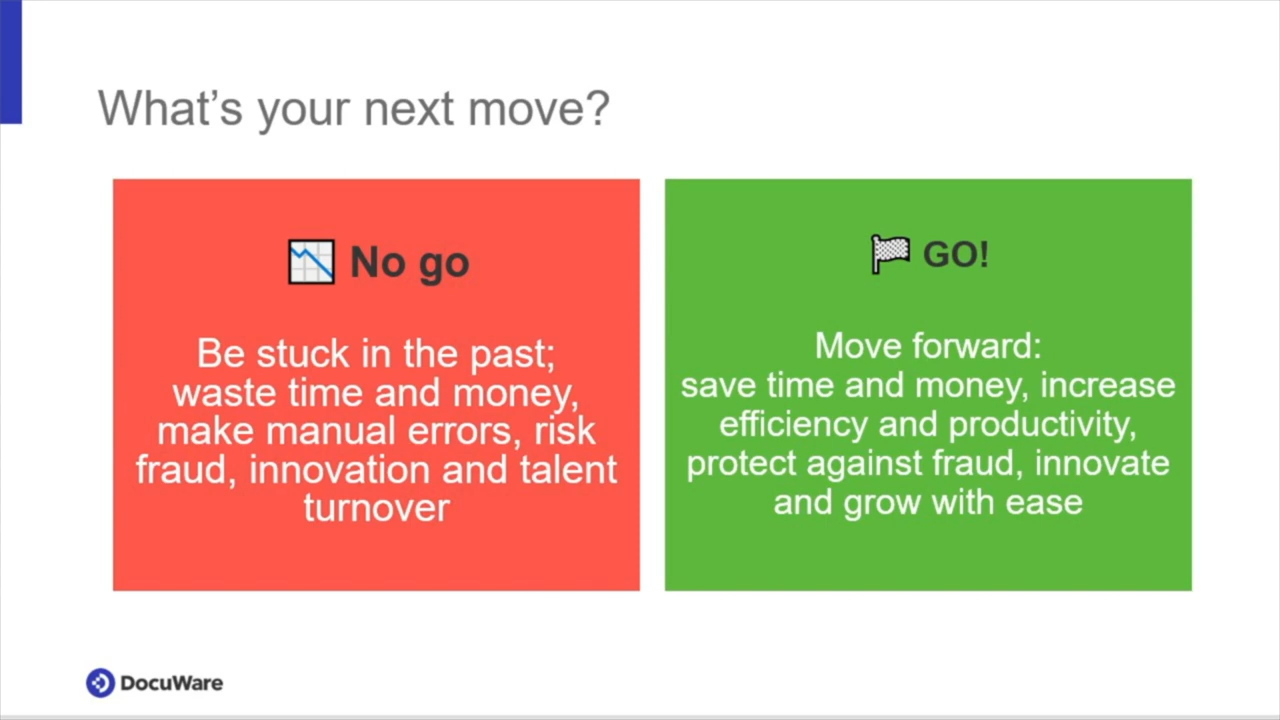 What’s your next move?
No go
Be stuck in the past;
waste time and money,
make manual errors, risk
fraud, innovation and talent
turnover
GO!
Move forward:
save time and money, increase
efficiency and productivity,
protect against fraud, innovate
and grow with ease
DocuWare